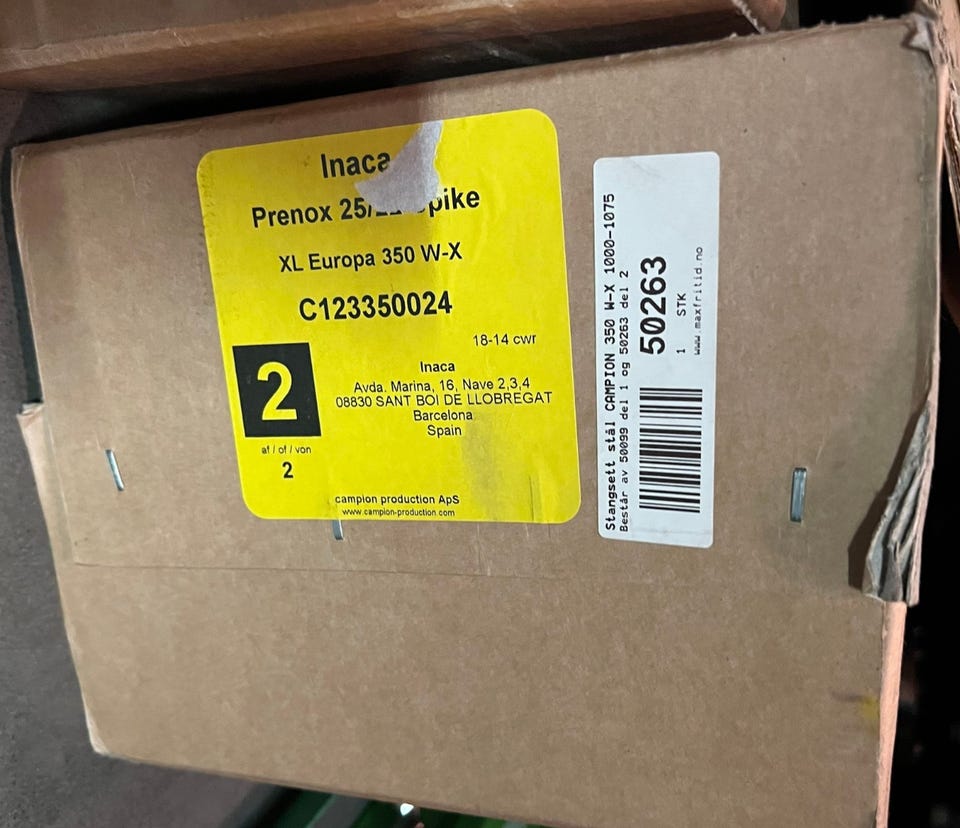 Inaca
Prenox 25/ pike
XL Europa 350 W-X
C123350024
18-14 cwr
2
af / of / von
2
Inaca
Avda. Marina, 16, Nave 2,3,4
08830 SANT BOI DE LLOBREGAT
Barcelona
Spain
campion production ApS
www.campion-production.com
Stangsett stål CAMPION 350 W-X 1000-1075
Består av 50099 del 1 og 50263 del 2
50263
1 STK
www.maxfritid.no